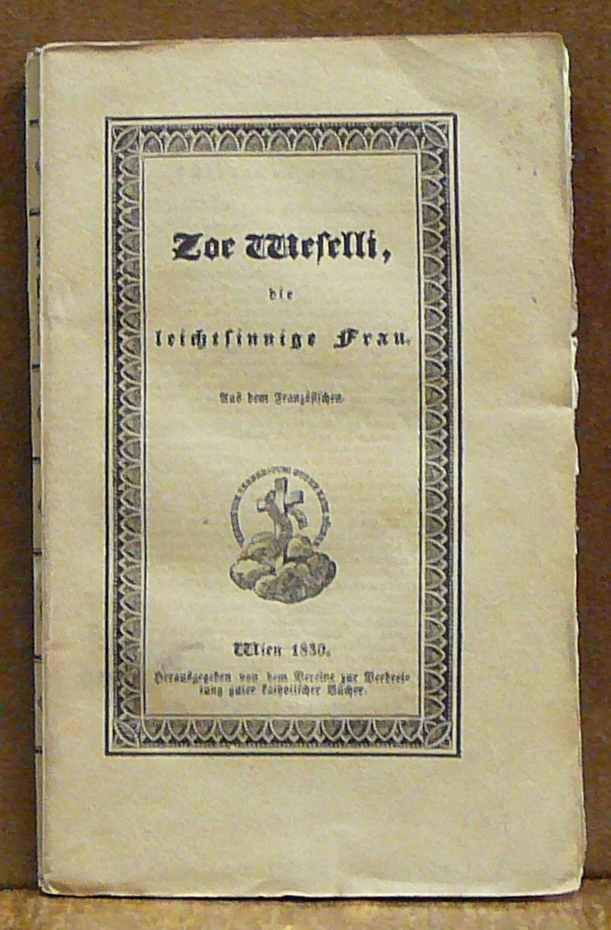 Zoe Weſelli,
die
leichtſinnige Frau.
Aus dem Franzöſiſchen.
Wien 1830.
Herausgegeben von dem Vereine zur Verbrei⸗
tung guter katholiſcher Bücher.